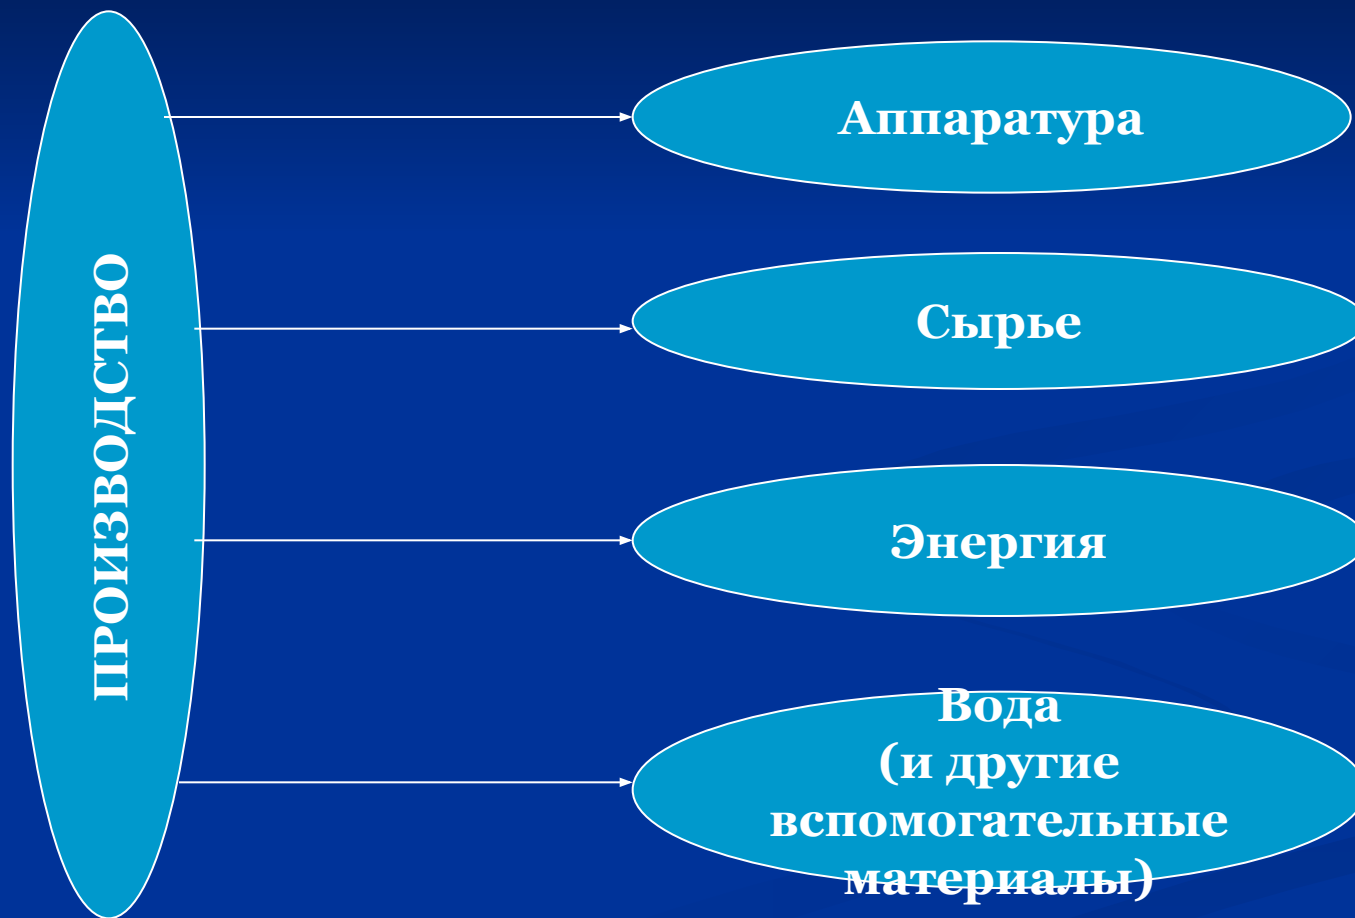 ПРОИЗВОДСТВО
Аппаратура
Сырье
Энергия
Вода
(и другие
вспомогательные
материалы)